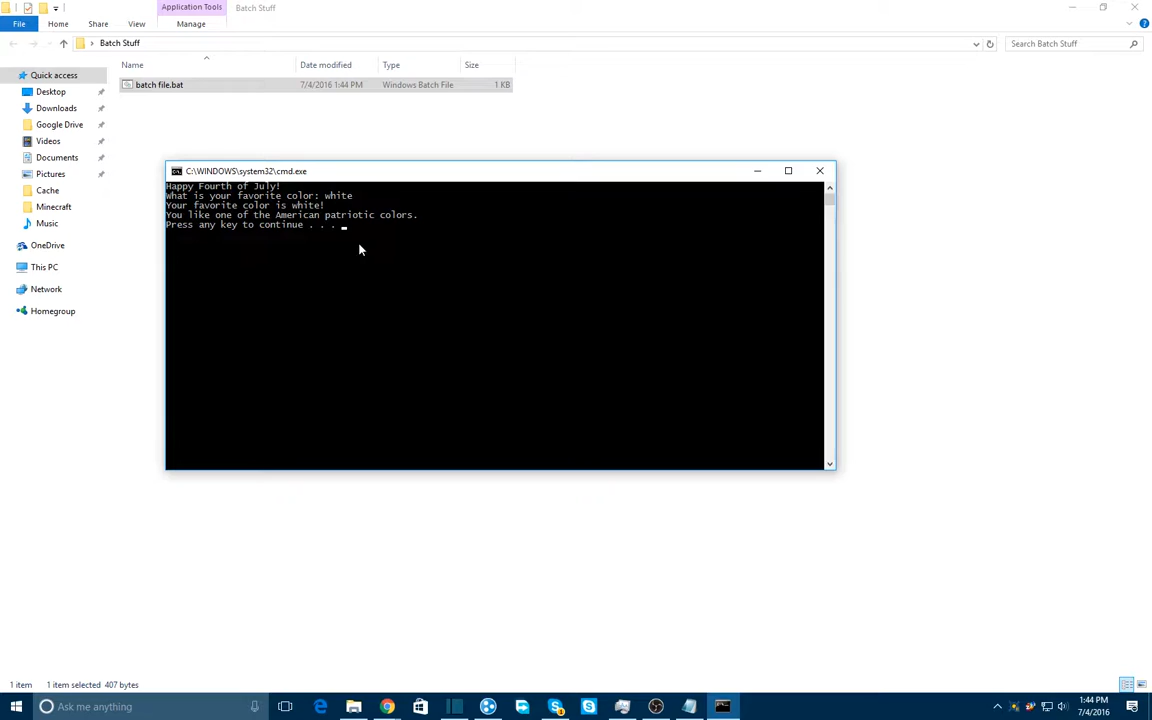 Application Tools
Batch Stuff
File
Home
Share
View
Manage
Batch Stuff
Search Batch Stuff
Name
Date modified
Type
Size
Quick access
batch file.bat
7/4/2016 1:44 PM
Windows Batch File
1 KB
Desktop
Downloads
Google Drive
Videos
Documents
Pictures
Cache
Minecraft
Music
OneDrive
This PC
Network
Homegroup
C:\WINDOWS\system32\cmd.exe
Happy Fourth of July!
What is your favorite color: white
Your favorite color is white!
You like one of the American patriotic colors.
Press any key to continue . . .
1 item
1 item selected 407 bytes
Ask me anything
1:44 PM
7/4/2016